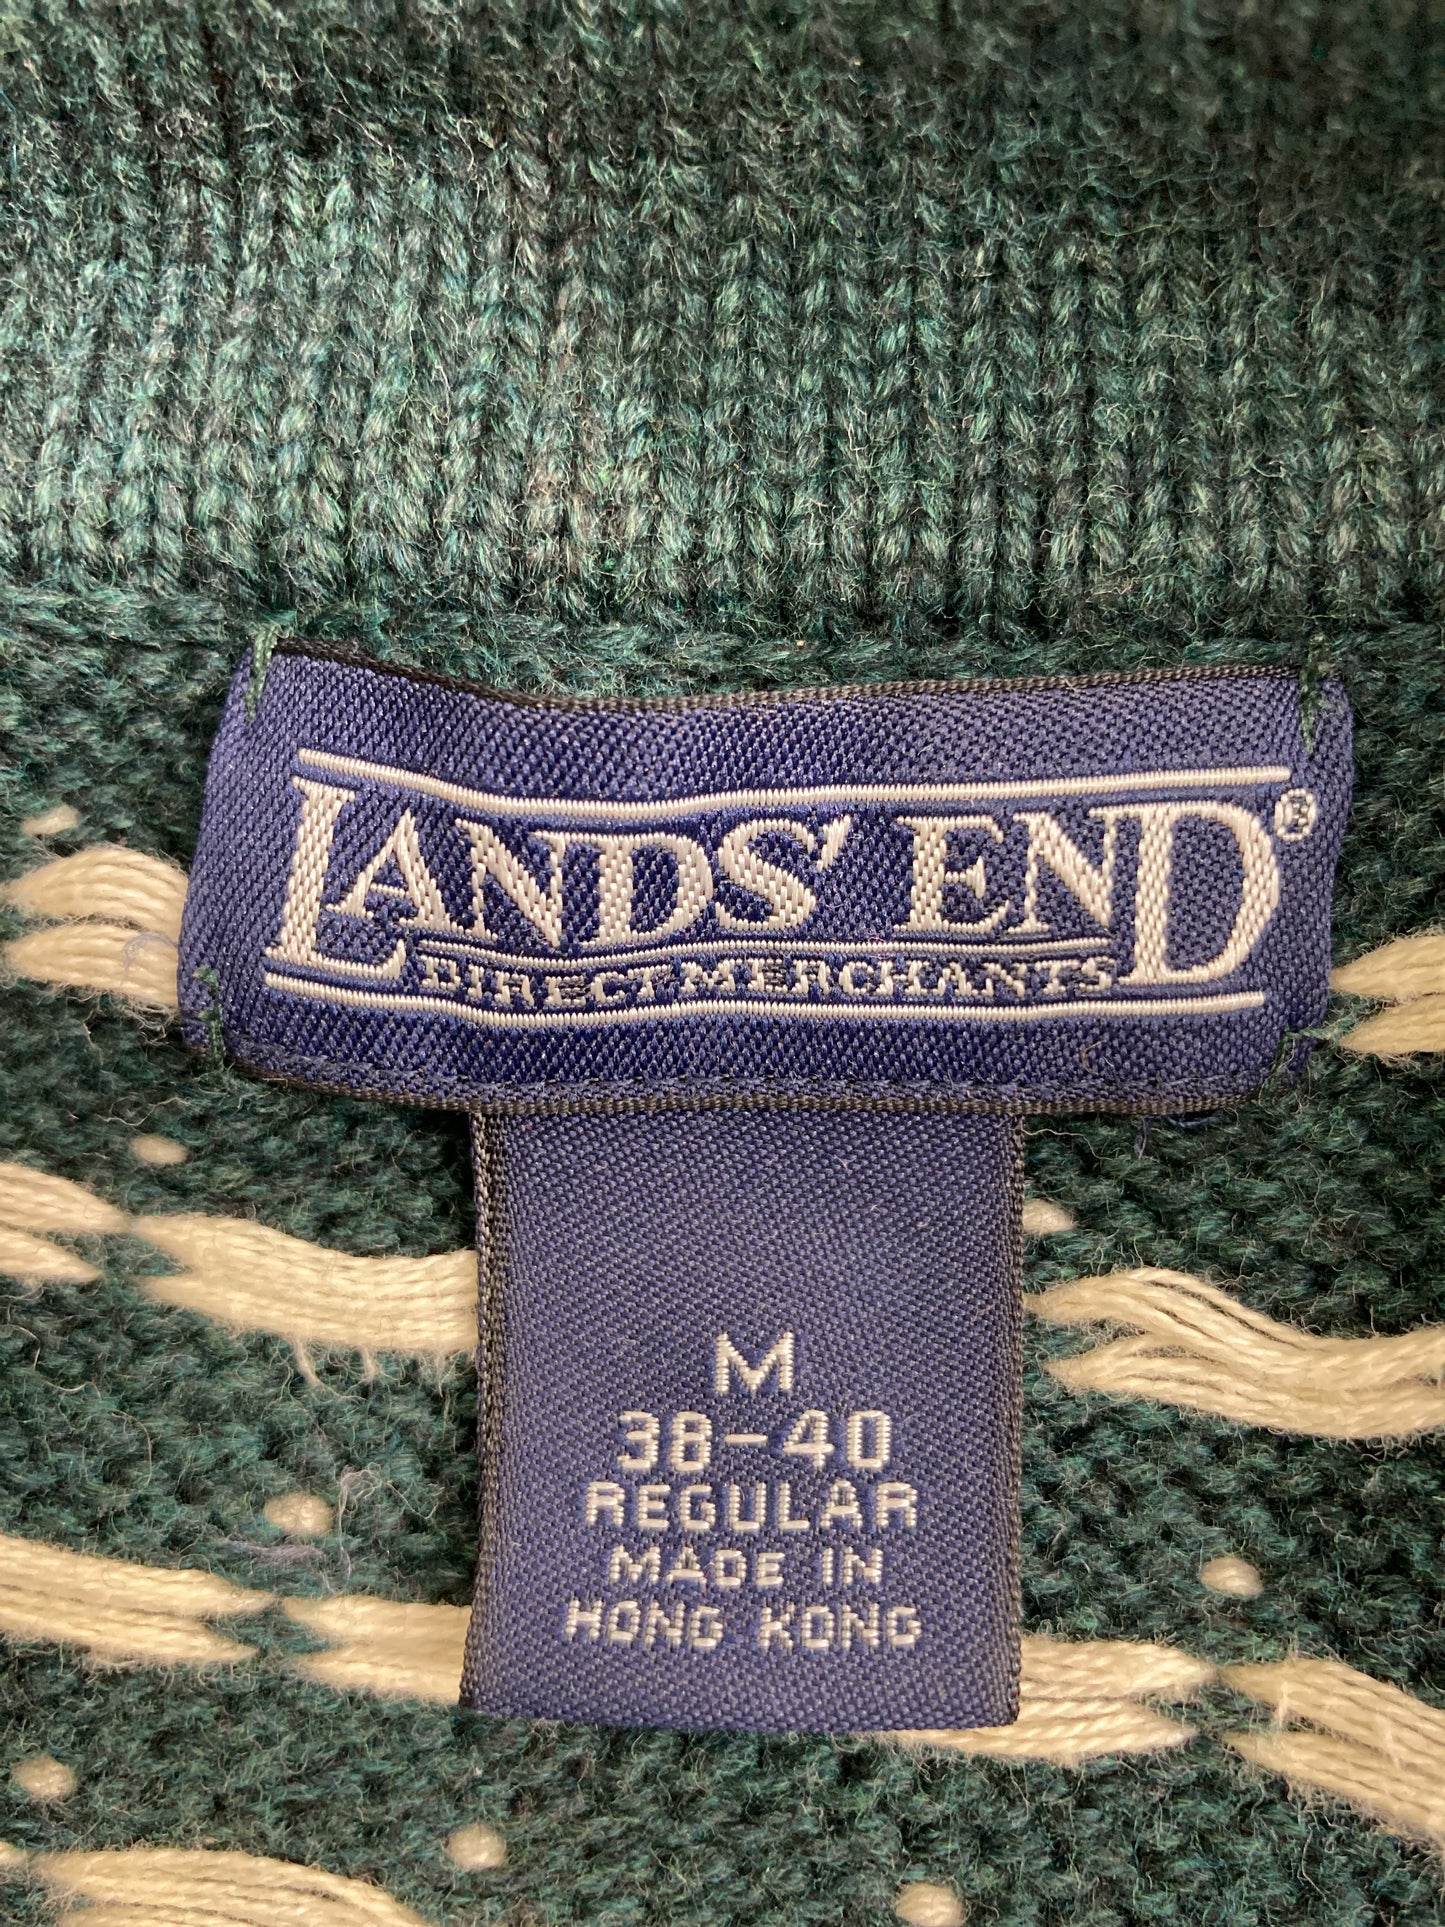 LANDS' END®
DIRECT MERCHANTS
M
38-40
REGULAR
MADE IN
HONG KONG